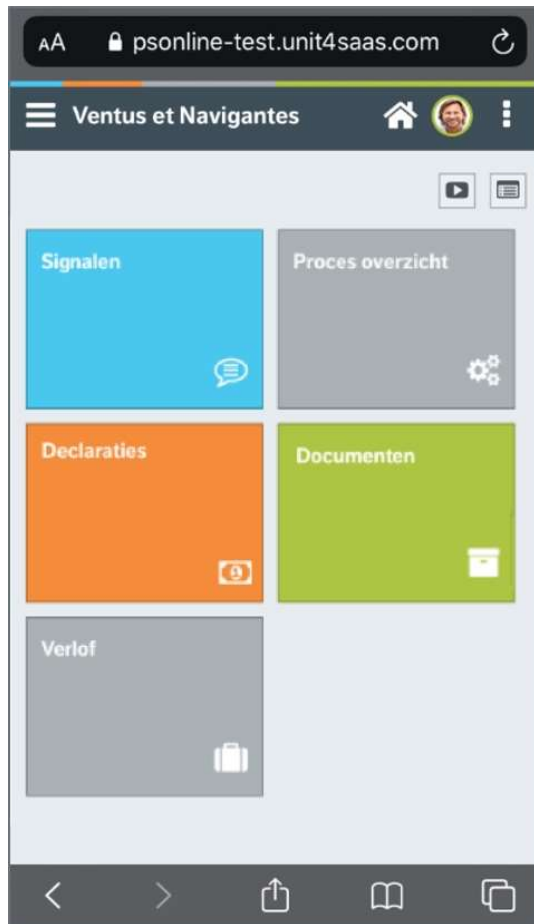 AA psonline-test.unit4saas.com
Ventus et Navigantes
Signalen
Proces overzicht
Declaraties
Documenten
Verlof